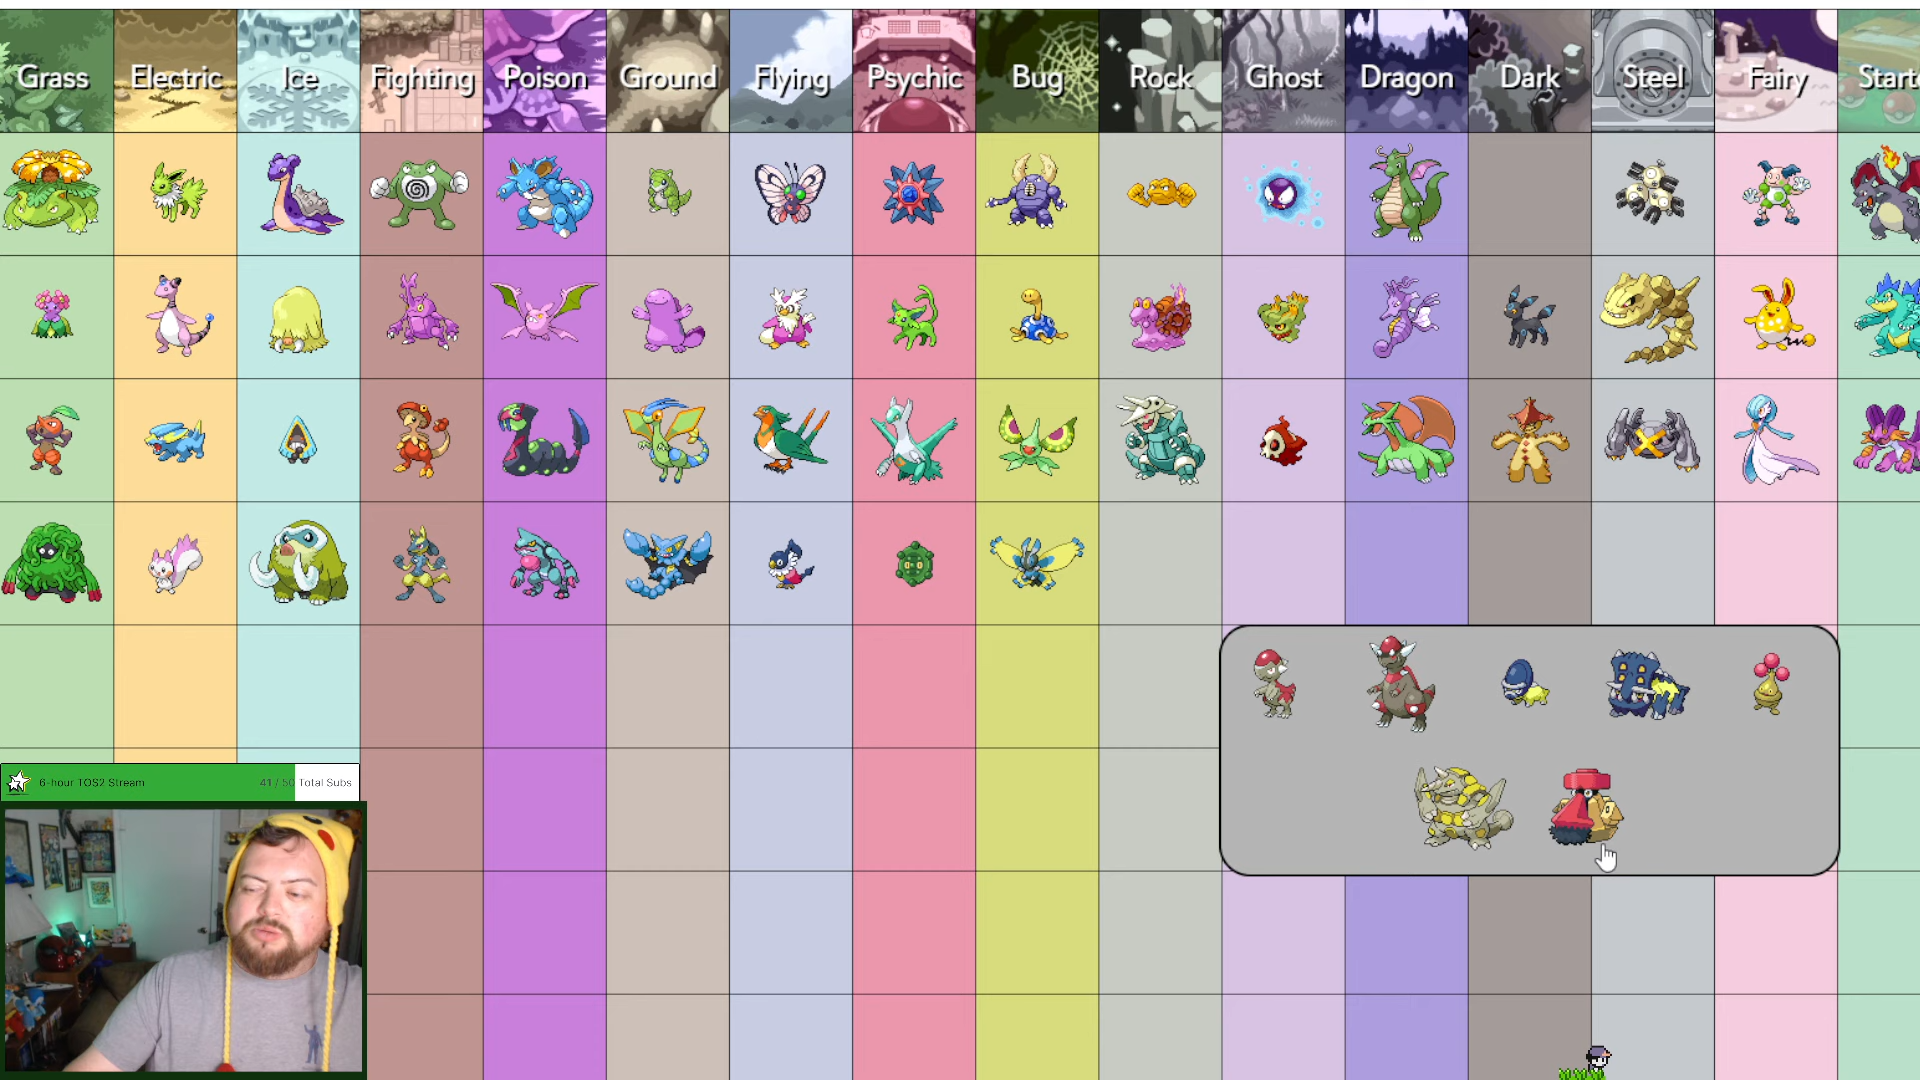 Grass Electric Ice Fighting Poison Ground Flying Psychic Bug Rock Ghost Dragon Dark Steel Fairy Start
6-hour TOS2 Stream 41 / 50 Total Subs